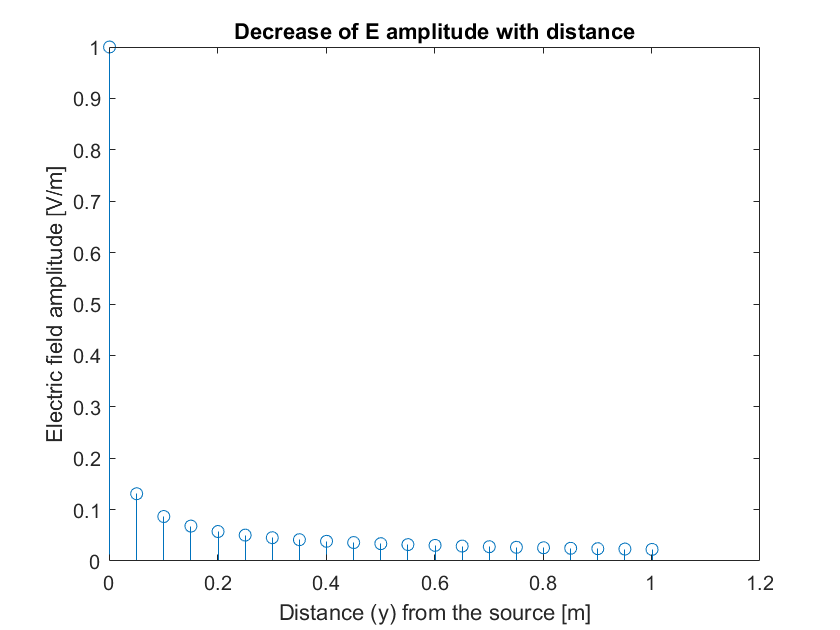 Decrease of E amplitude with distance
Electric field amplitude [V/m]
1
0.9
0.8
0.7
0.6
0.5
0.4
0.3
0.2
0.1
0
0 0.2 0.4 0.6 0.8 1 1.2
Distance (y) from the source [m]